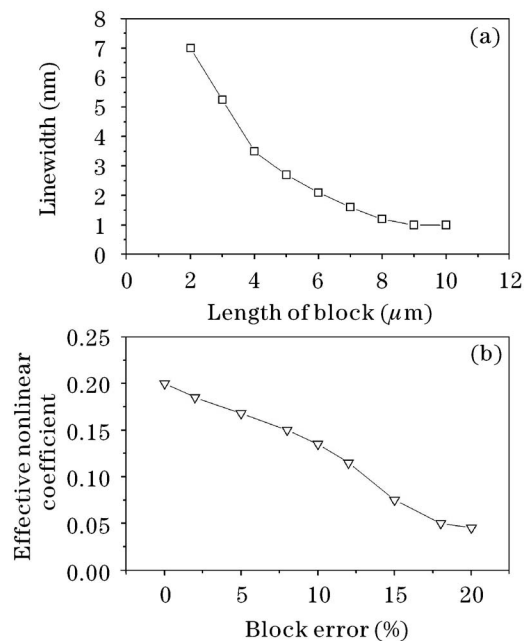 (a)
Linewidth (nm)
8
7
6
5
4
3
2
1
0
0 2 4 6 8 10 12
Length of block (μm)
(b)
Effective nonlinear
coefficient
0.25
0.20
0.15
0.10
0.05
0.00
0 5 10 15 20
Block error (%)